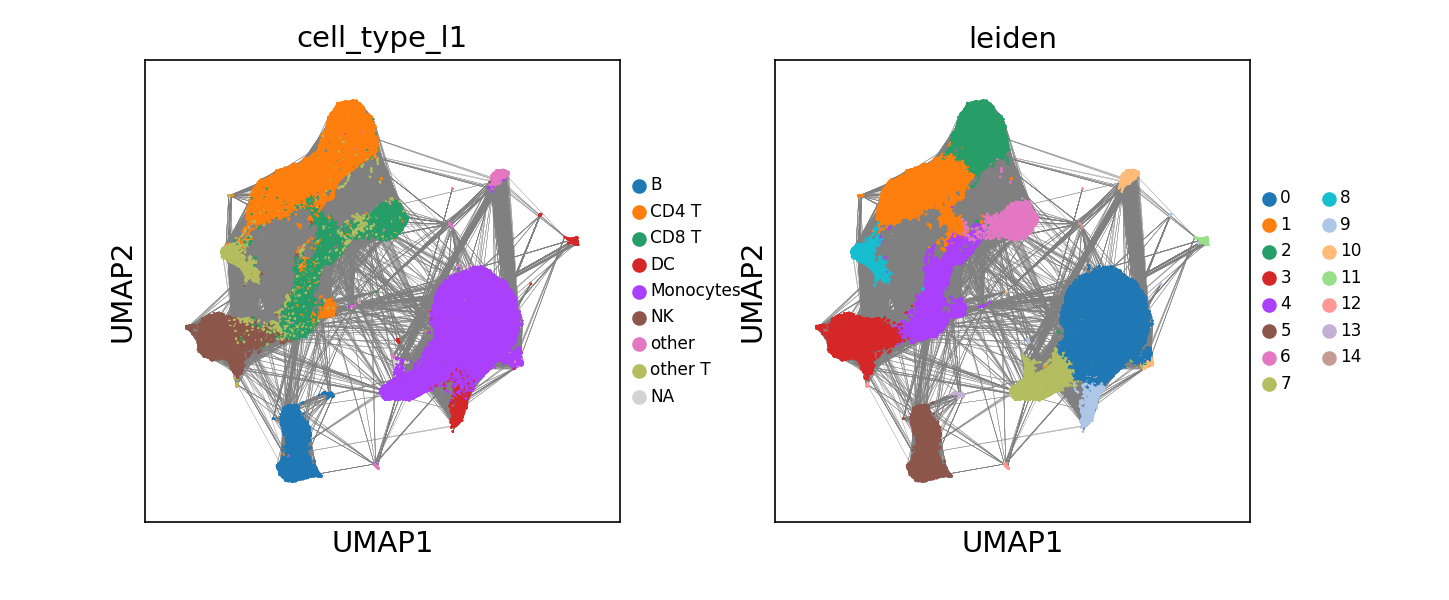 cell_type_l1
UMAP2
UMAP1
B
CD4 T
CD8 T
DC
Monocytes
NK
other
other T
NA
leiden
UMAP2
UMAP1
0
1
2
3
4
5
6
7
8
9
10
11
12
13
14